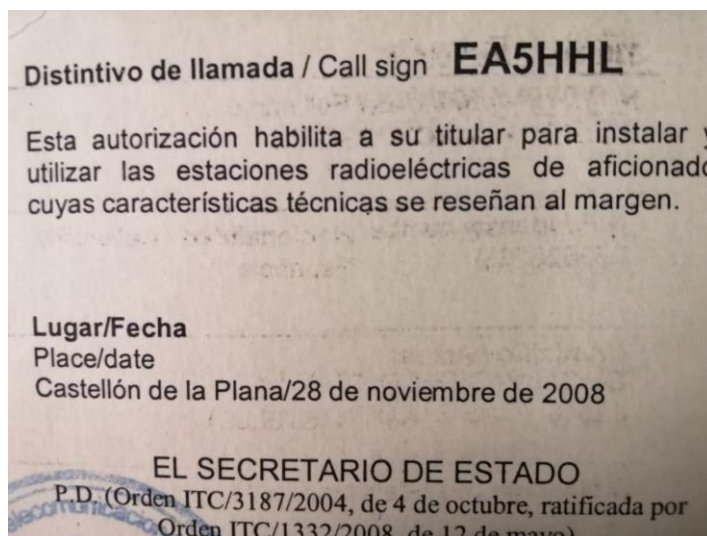 Distintivo de llamada / Call sign EA5HHL
Esta autorización habilita a su titular para instalar y
utilizar las estaciones radioeléctricas de aficionado
cuyas características técnicas se reseñan al margen.
Lugar/Fecha
Place/date
Castellón de la Plana/28 de noviembre de 2008
EL SECRETARIO DE ESTADO
P.D. (Orden ITC/3187/2004, de 4 de octubre, ratificada por
Orden ITC/1332/2008, de 12 de mayo)